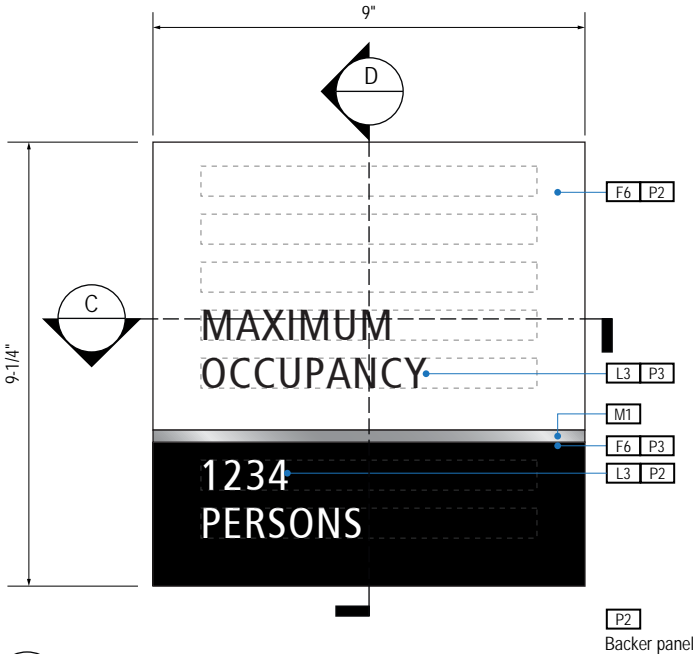 9"
D
F6 P2
C
9-1/4"
MAXIMUM
OCCUPANCY
L3 P3
M1
F6 P3
1234
L3 P2
PERSONS
P2
Backer panel